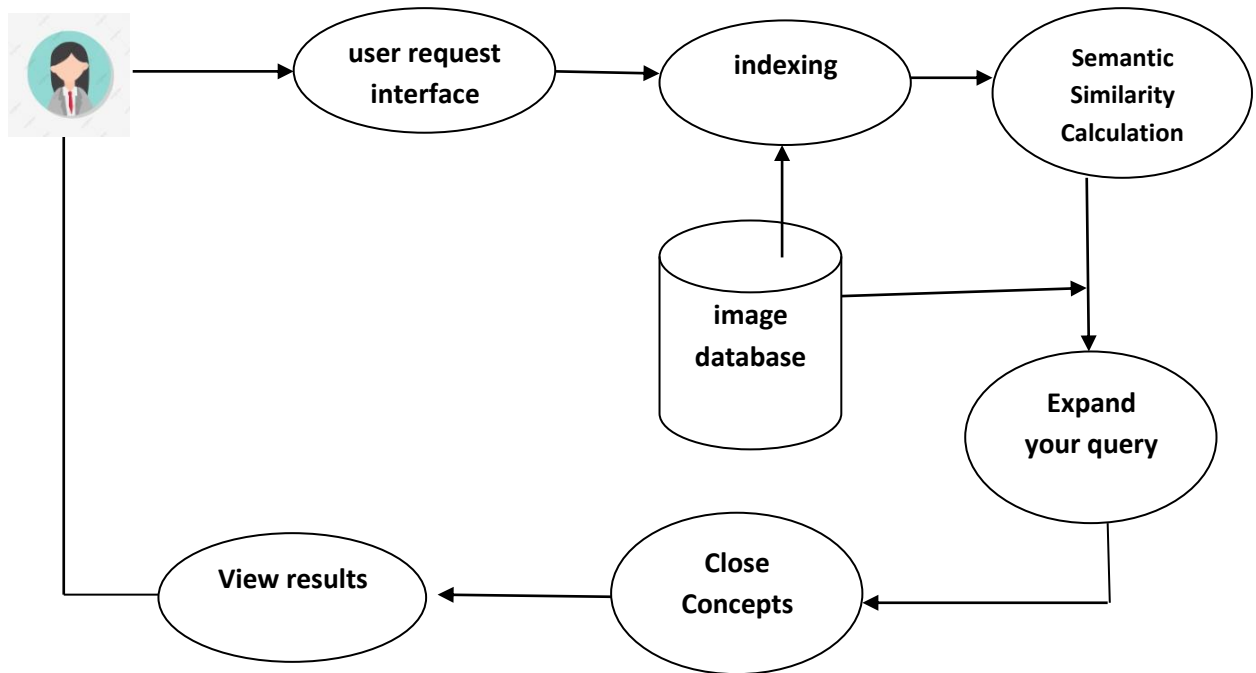 user request
interface
indexing
Semantic
Similarity
Calculation
image
database
Expand
your query
Close
Concepts
View results